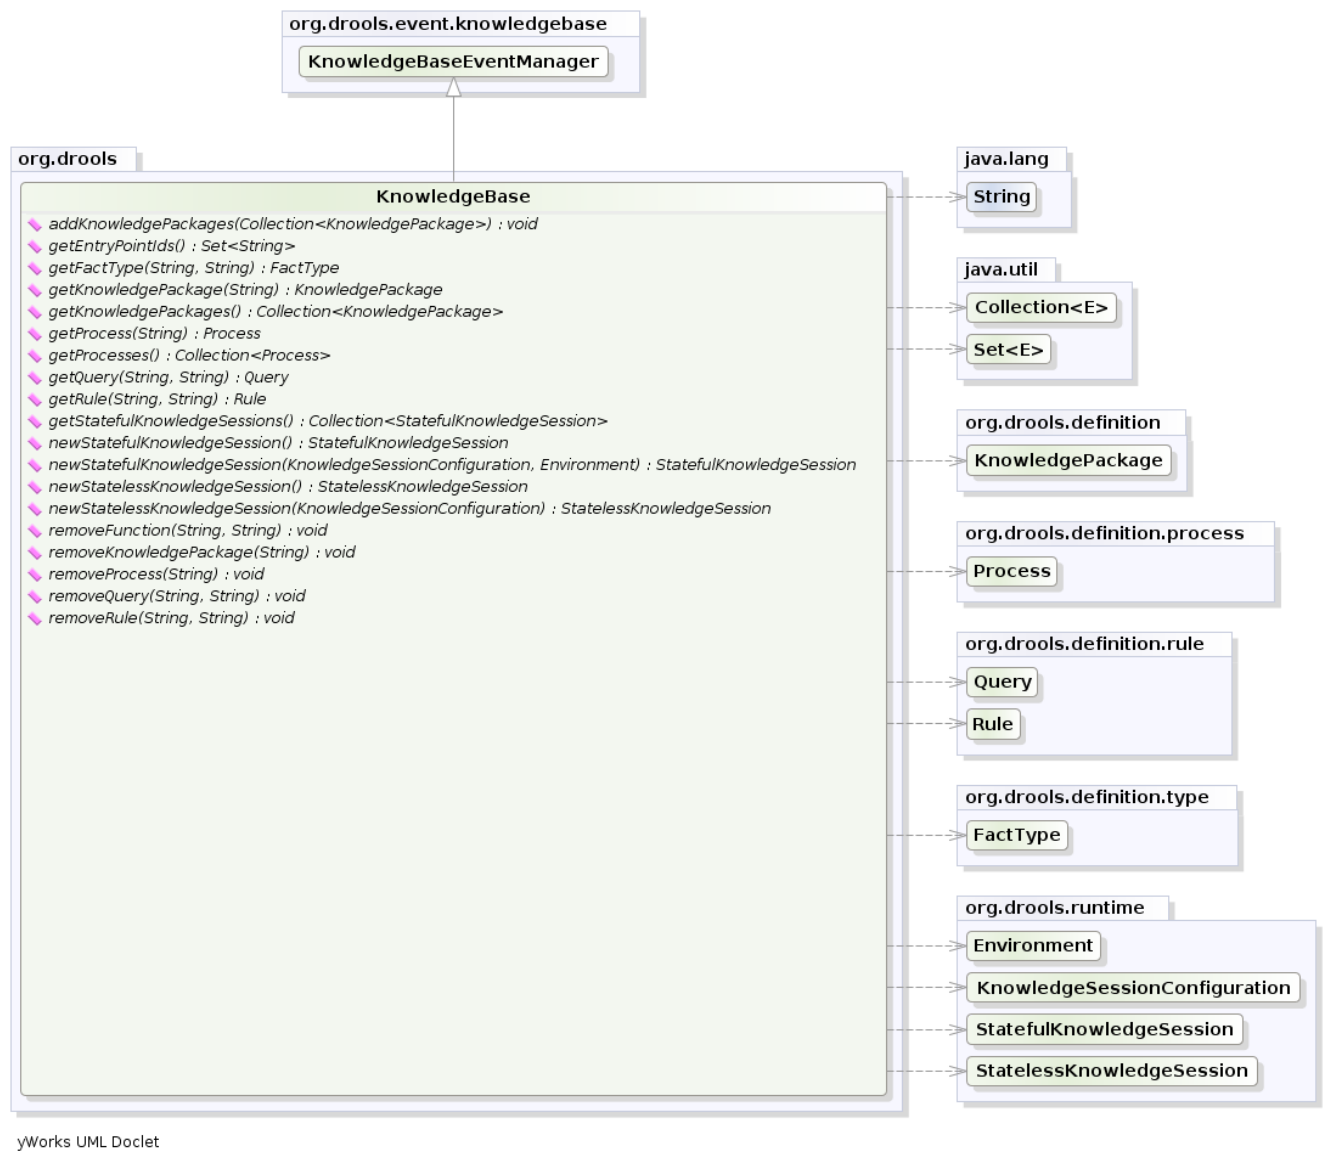 org.drools.event.knowledgebase
KnowledgeBaseEventManager
org.drools
KnowledgeBase
addKnowledgePackages(Collection<KnowledgePackage>) : void
getEntryPointIds() : Set<String>
getFactType(String, String) : FactType
getKnowledgePackage(String) : KnowledgePackage
getKnowledgePackages() : Collection<KnowledgePackage>
getProcess(String) : Process
getProcesses() : Collection<Process>
getQuery(String, String) : Query
getRule(String, String) : Rule
getStatefulKnowledgeSessions() : Collection<StatefulKnowledgeSession>
newStatefulKnowledgeSession() : StatefulKnowledgeSession
newStatefulKnowledgeSession(KnowledgeSessionConfiguration, Environment) : StatefulKnowledgeSession
newStatelessKnowledgeSession() : StatelessKnowledgeSession
newStatelessKnowledgeSession(KnowledgeSessionConfiguration) : StatelessKnowledgeSession
removeFunction(String, String) : void
removeKnowledgePackage(String) : void
removeProcess(String) : void
removeQuery(String, String) : void
removeRule(String, String) : void
java.lang
String
java.util
Collection<E>
Set<E>
org.drools.definition
KnowledgePackage
org.drools.definition.process
Process
org.drools.definition.rule
Query
Rule
org.drools.definition.type
FactType
org.drools.runtime
Environment
KnowledgeSessionConfiguration
StatefulKnowledgeSession
StatelessKnowledgeSession
yWorks UML Doclet